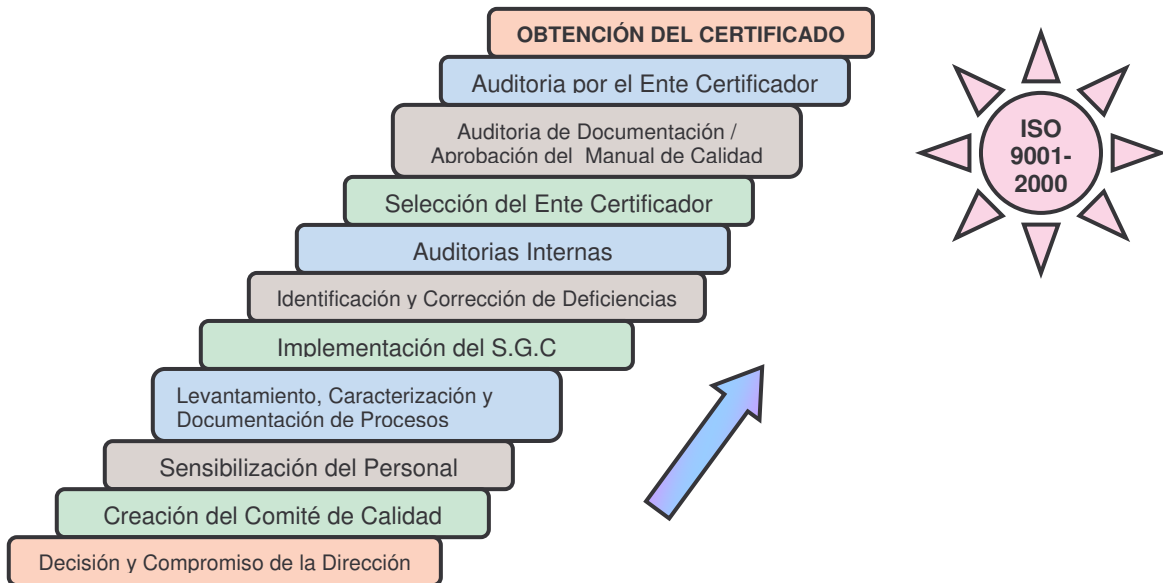 OBTENCIÓN DEL CERTIFICADO
Auditoria por el Ente Certificador
Auditoria de Documentación /
Aprobación del Manual de Calidad
Selección del Ente Certificador
Auditorias Internas
Identificación y Corrección de Deficiencias
Implementación del S.G.C
Levantamiento, Caracterización y
Documentación de Procesos
Sensibilización del Personal
Creación del Comité de Calidad
Decisión y Compromiso de la Dirección
ISO
9001-
2000